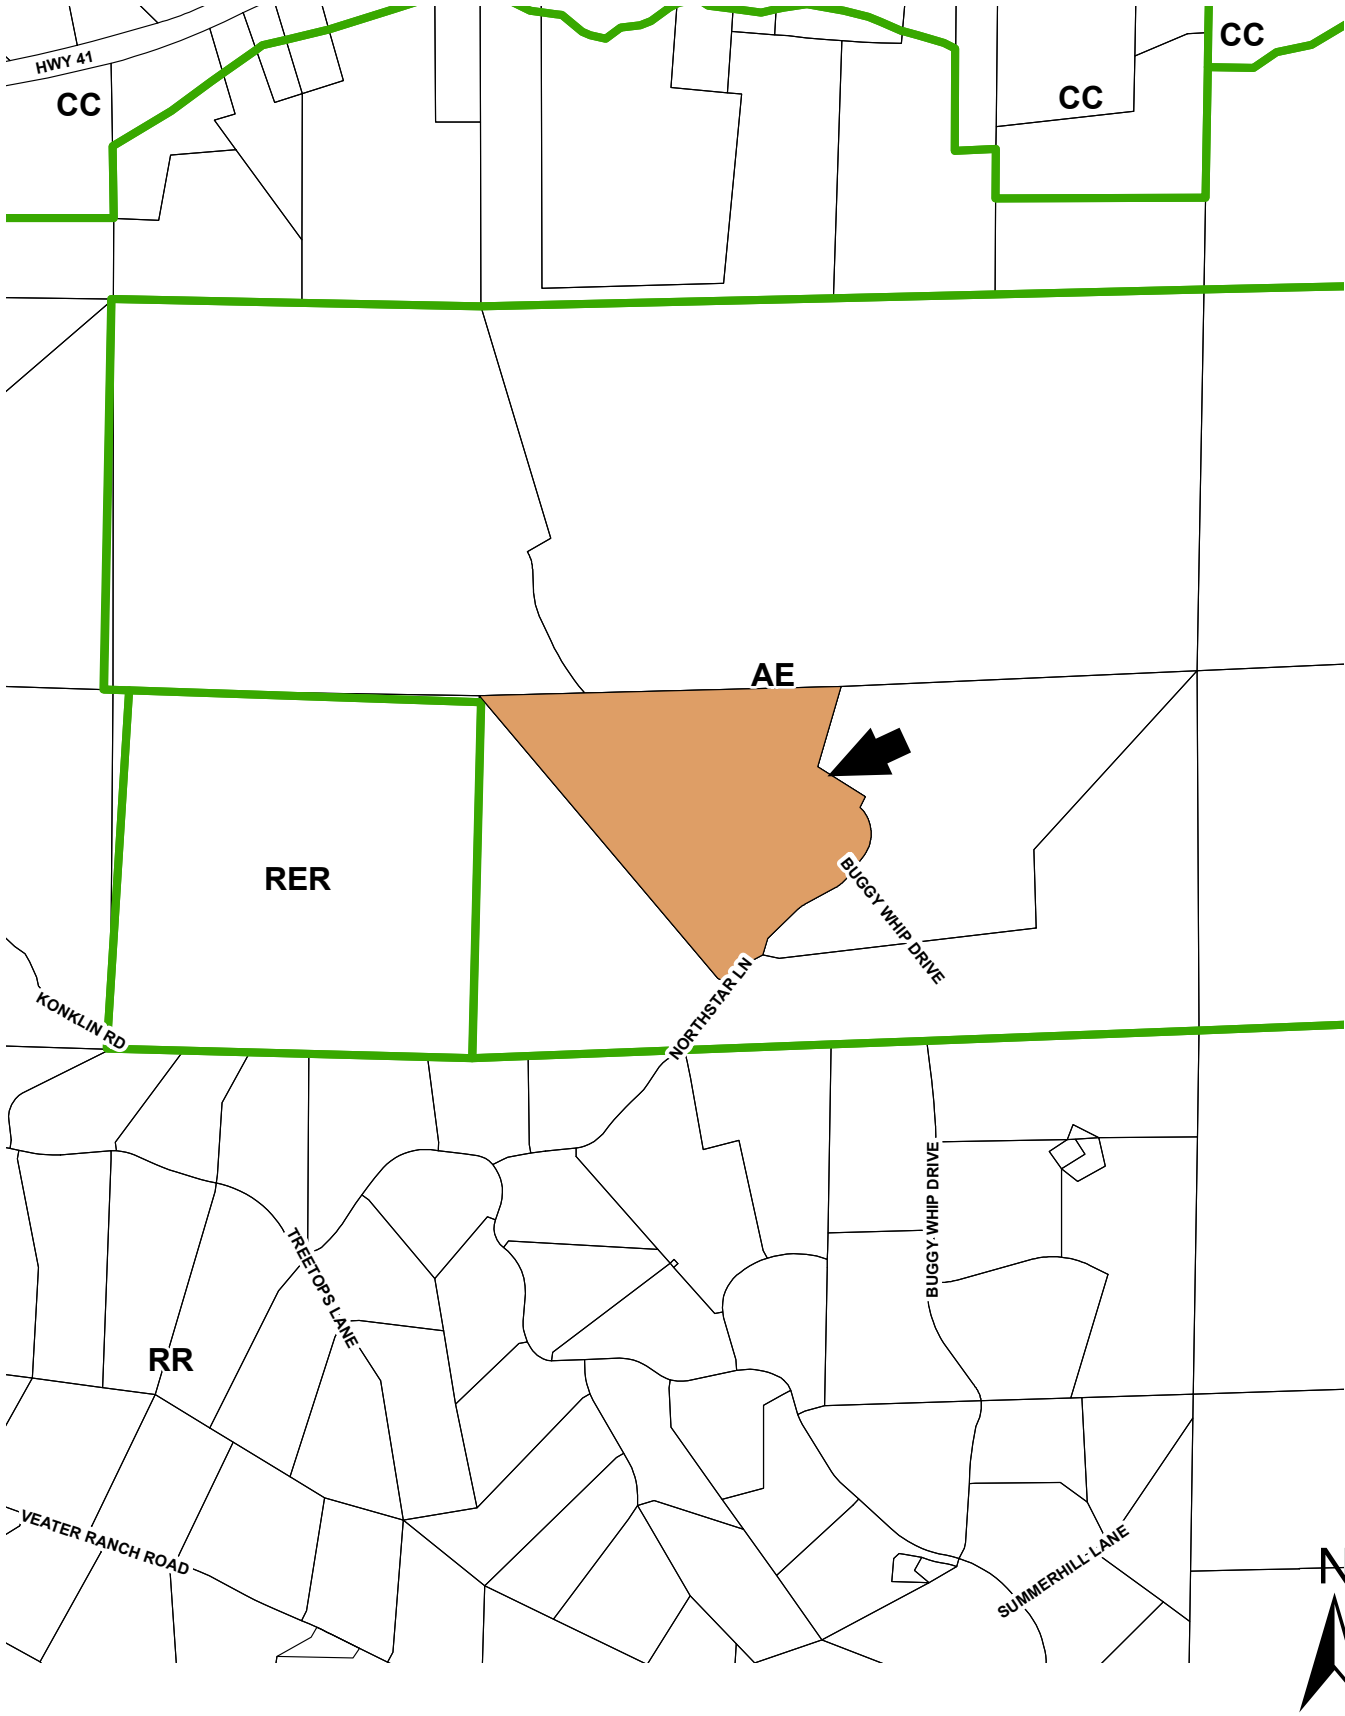 CC
HWY 41
CC
CC
AE
RER
BUGGY WHIP DRIVE
NORTHSTAR LN
KONKLIN RD
BUGGY WHIP DRIVE
TREETOPS LANE
RR
VEATER RANCH ROAD
SUMMERHILL LANE
N